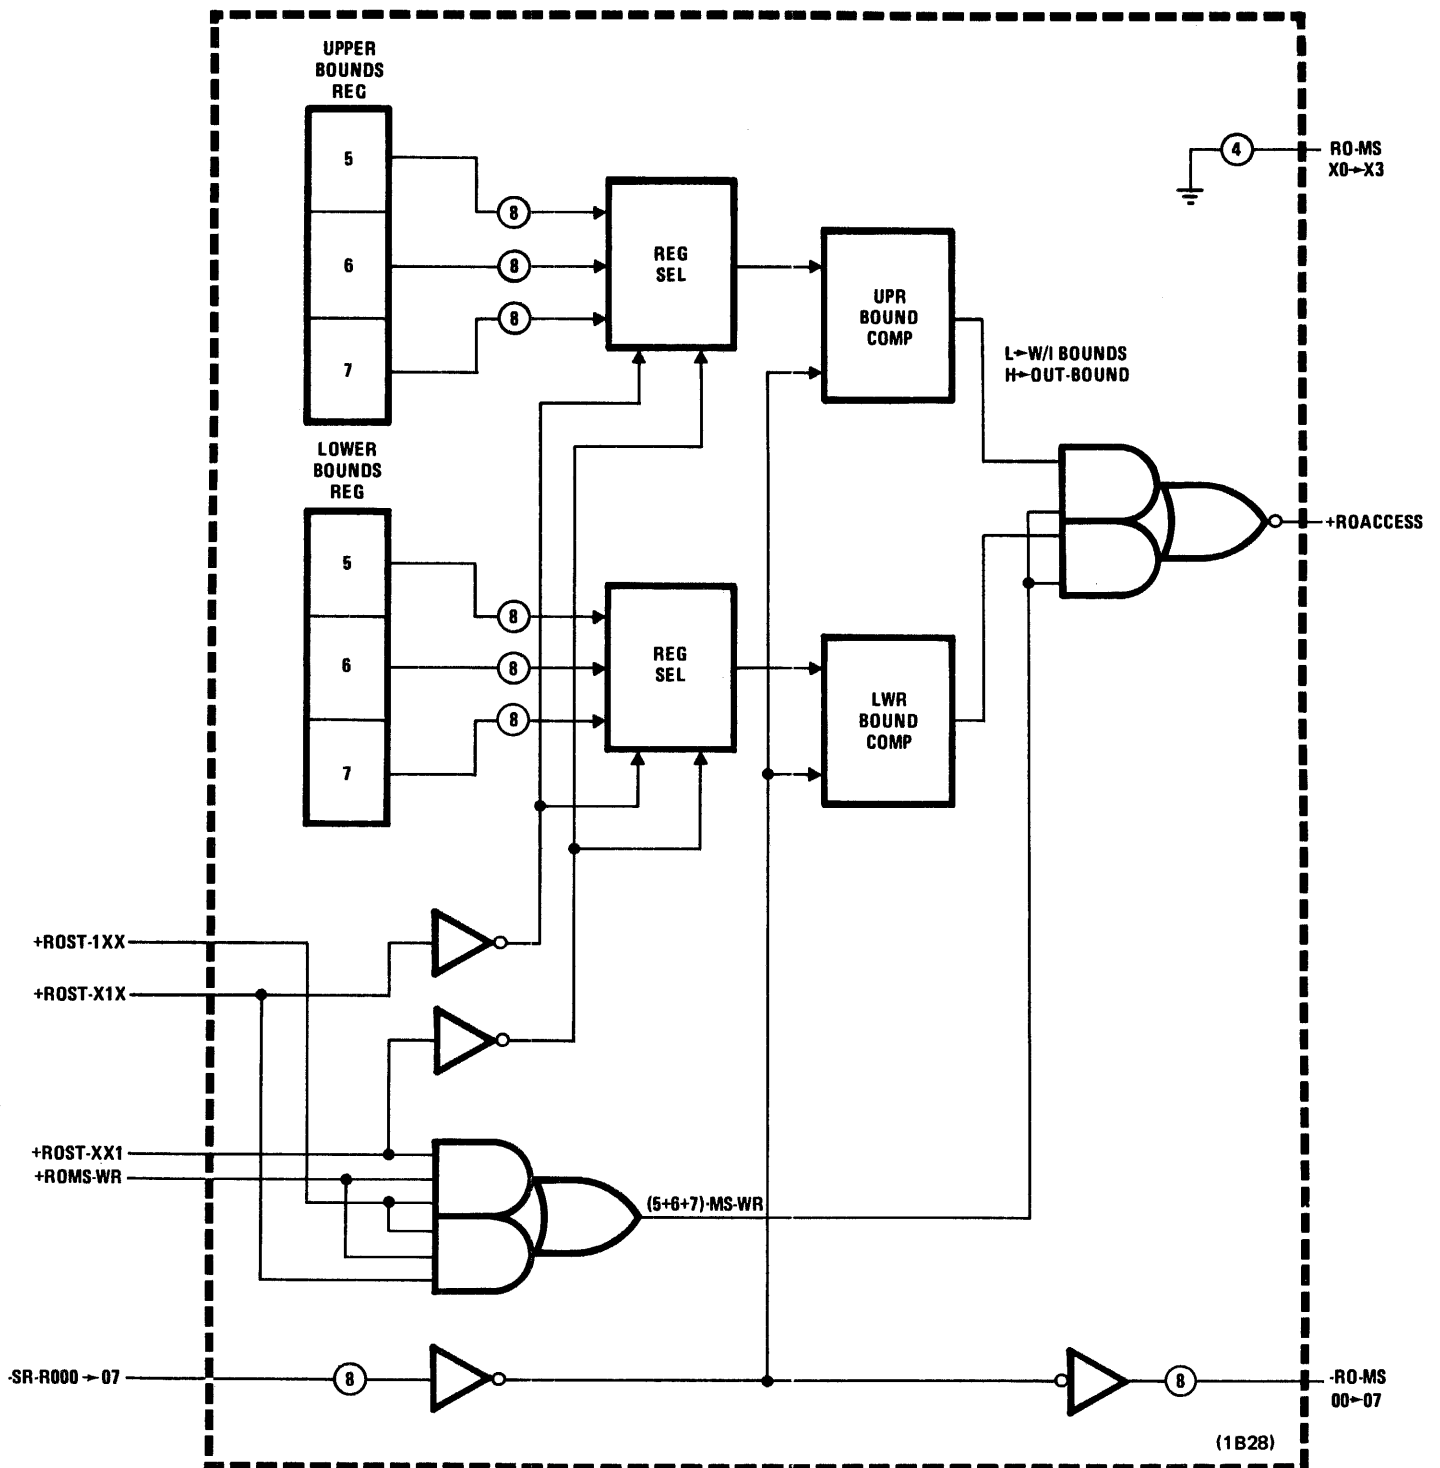 UPPER
BOUNDS
REG
5
6
7
8
8
8
REG
SEL
UPR
BOUND
COMP
4
RO-MS
X0→X3
L→W/I BOUNDS
H→OUT-BOUND
LOWER
BOUNDS
REG
5
6
7
8
8
8
REG
SEL
LWR
BOUND
COMP
+ROACCESS
+ROST-1XX
+ROST-X1X
+ROST-XX1
+ROMS-WR
(5+6+7)·MS-WR
-SR-R000→07
8
8
-RO-MS
00→07
(1B28)